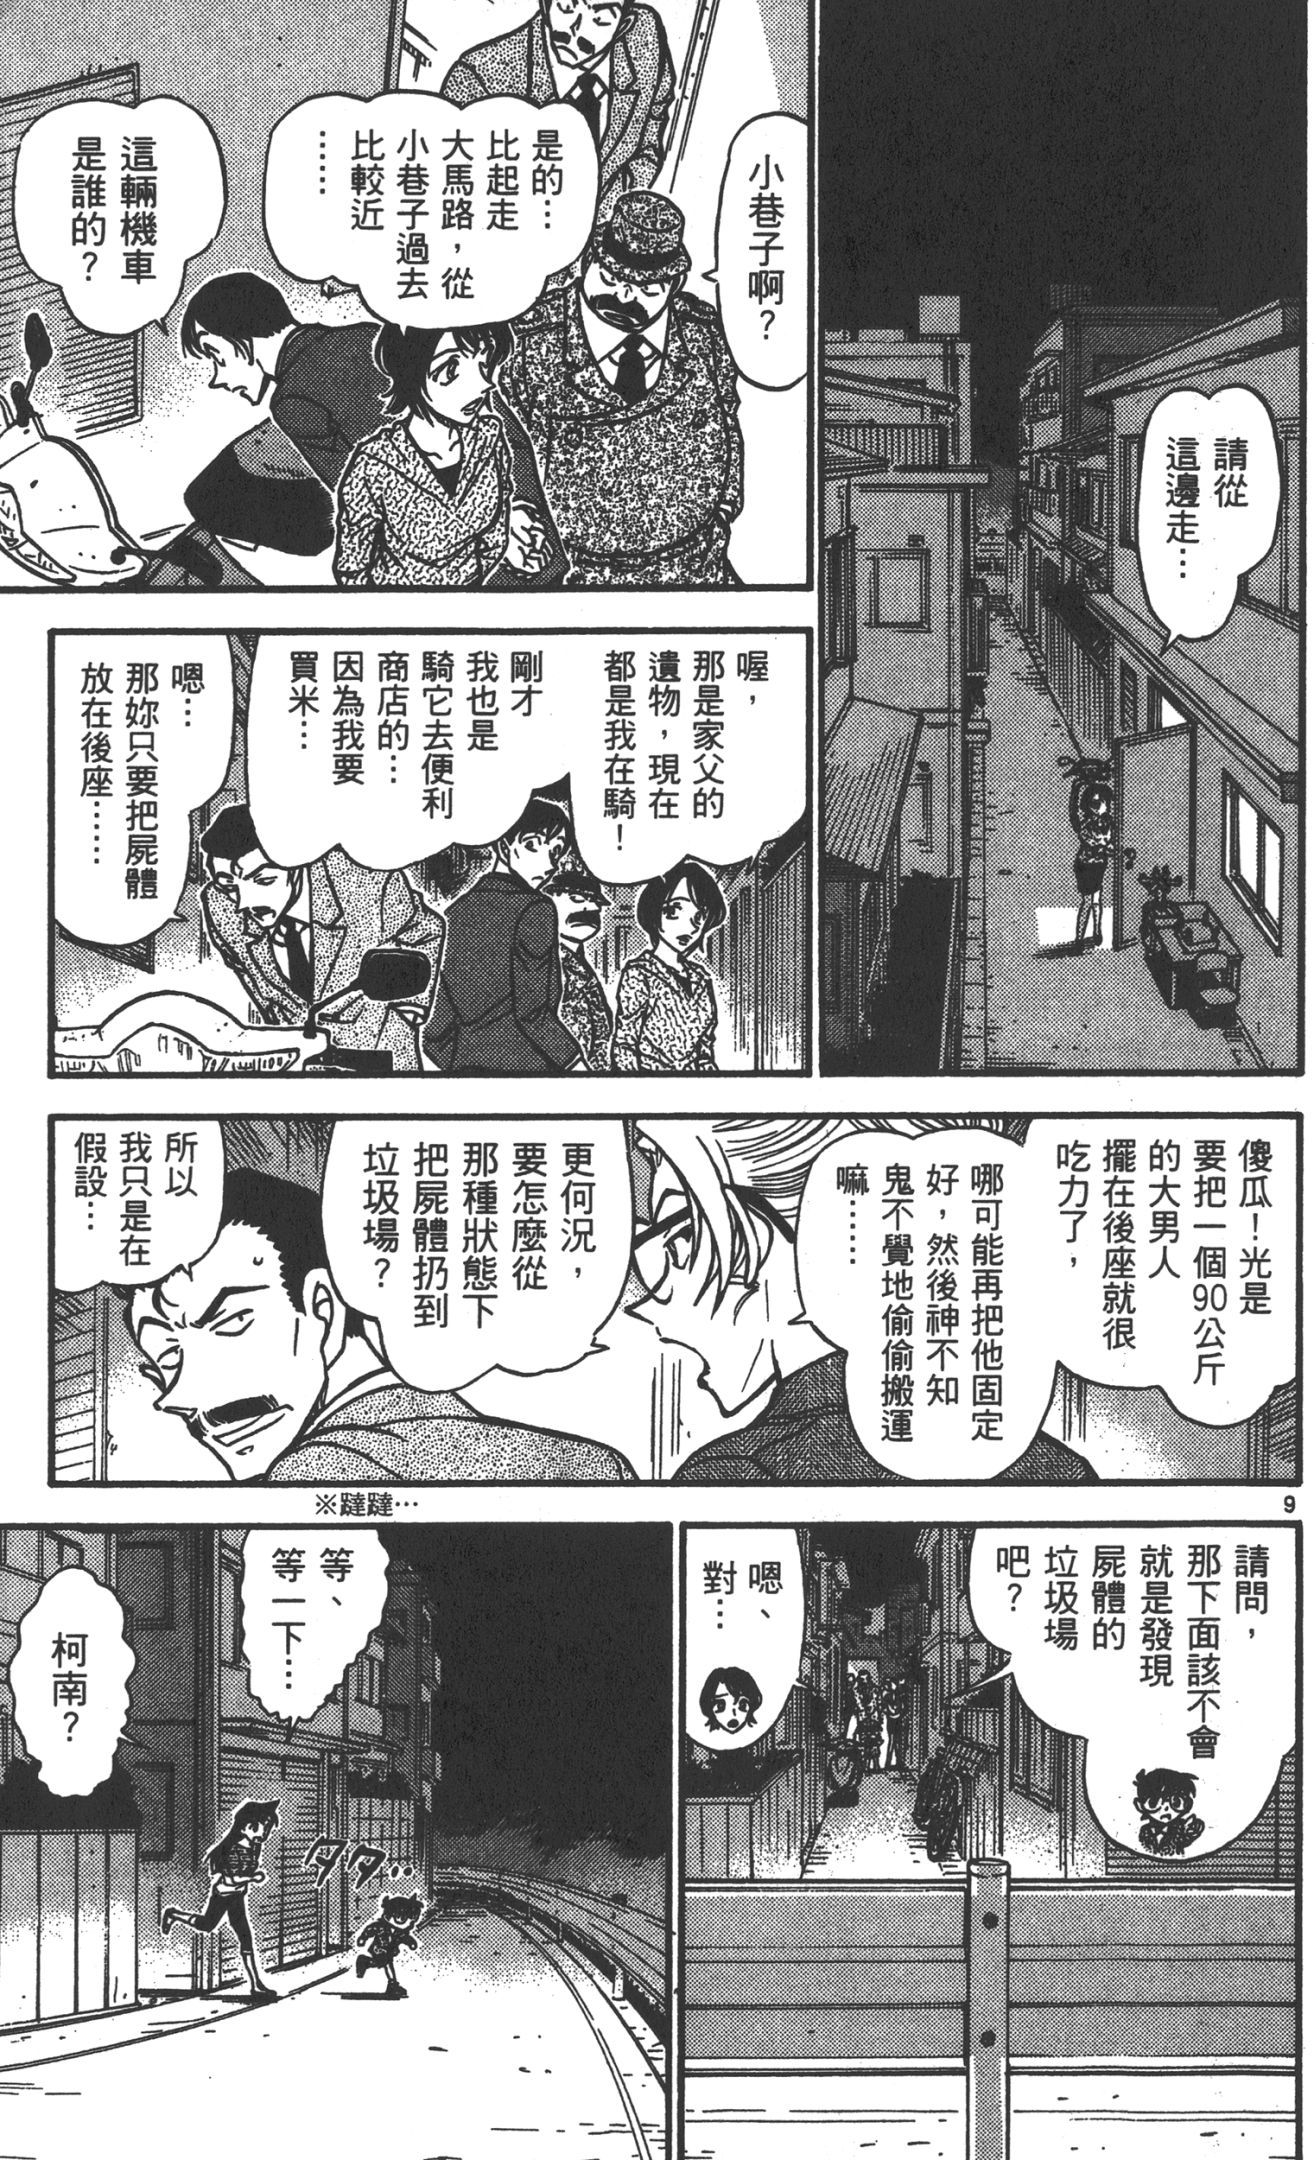 請從
這邊走…
小巷子啊？
是的…
比起走
大馬路，從
小巷子過去
比較近
……
這輛機車
是誰的？
喔，
那是家父的
遺物，現在
都是我在騎！
剛才
我也是
騎它去便利
商店的…
因為我要
買米…
嗯…
那妳只要把屍體
放在後座……
傻瓜！光是
要把一個90公斤
的大男人
擺在後座就很
吃力了，
哪可能再把他固定
好，然後神不知
鬼不覺地偷偷搬運
嘛……
更何況，
要怎麼從
那種狀態下
把屍體扔到
垃圾場？
所以
我只是在
假設…
9
請問，
那下面該不會
就是發現
屍體的
垃圾場
吧？
嗯、
對…
※躂躂…
等、
等一下…
タタ…
柯南？